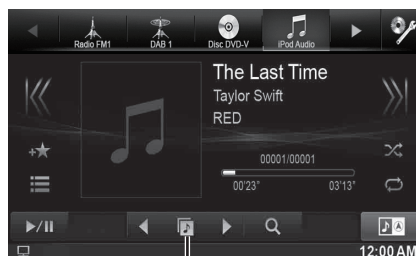 Radio FM1 DAB 1 Disc DVD-V iPod Audio
The Last Time
Taylor Swift
RED
00001/00001
00'23" 03'13"
12:00 AM